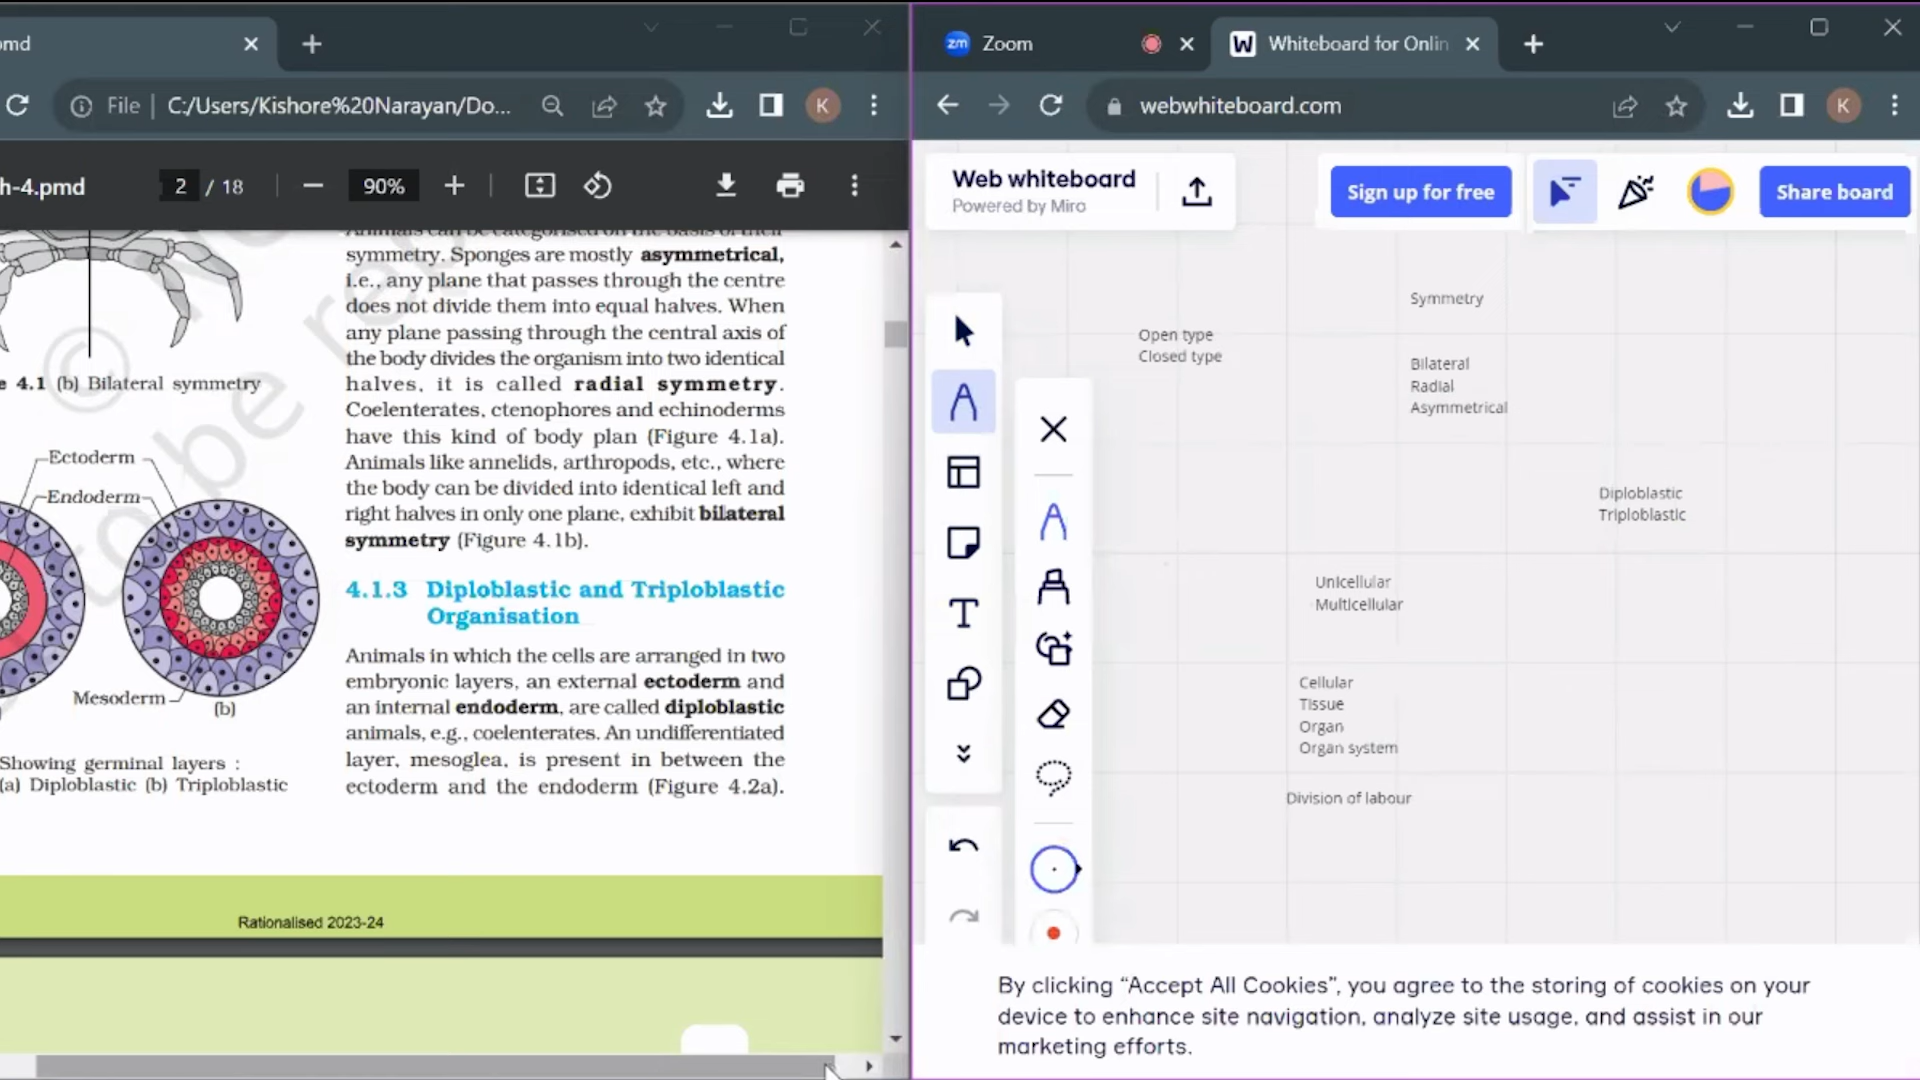 omd
Zoom
Whiteboard for Onlin
File
C:/Users/Kishore%20Narayan/Do...
K
webwhiteboard.com
K
h-4.pmd
2 / 18
90%
Web whiteboard
Powered by Miro
Sign up for free
Share board
Animals can be categorised on the basis of their
symmetry. Sponges are mostly asymmetrical,
i.e., any plane that passes through the centre
does not divide them into equal halves. When
any plane passing through the central axis of
the body divides the organism into two identical
halves, it is called radial symmetry.
Coelenterates, ctenophores and echinoderms
have this kind of body plan (Figure 4.1a).
Animals like annelids, arthropods, etc., where
the body can be divided into identical left and
right halves in only one plane, exhibit bilateral
symmetry (Figure 4.1b).
e 4.1 (b) Bilateral symmetry
Ectoderm
Endoderm
Mesoderm
(b)
Showing germinal layers :
(a) Diploblastic (b) Triploblastic
4.1.3 Diploblastic and Triploblastic
Organisation
Animals in which the cells are arranged in two
embryonic layers, an external ectoderm and
an internal endoderm, are called diploblastic
animals, e.g., coelenterates. An undifferentiated
layer, mesoglea, is present in between the
ectoderm and the endoderm (Figure 4.2a).
Rationalised 2023-24
Symmetry
Open type
Closed type
Bilateral
Radial
Asymmetrical
Diploblastic
Triploblastic
Unicellular
Multicellular
Cellular
Tissue
Organ
Organ system
Division of labour
By clicking “Accept All Cookies”, you agree to the storing of cookies on your
device to enhance site navigation, analyze site usage, and assist in our
marketing efforts.